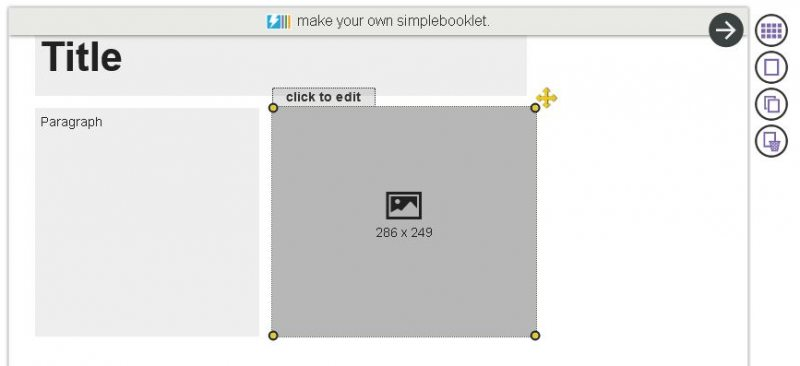 make your own simplebooklet.
Title
click to edit
Paragraph
286 x 249